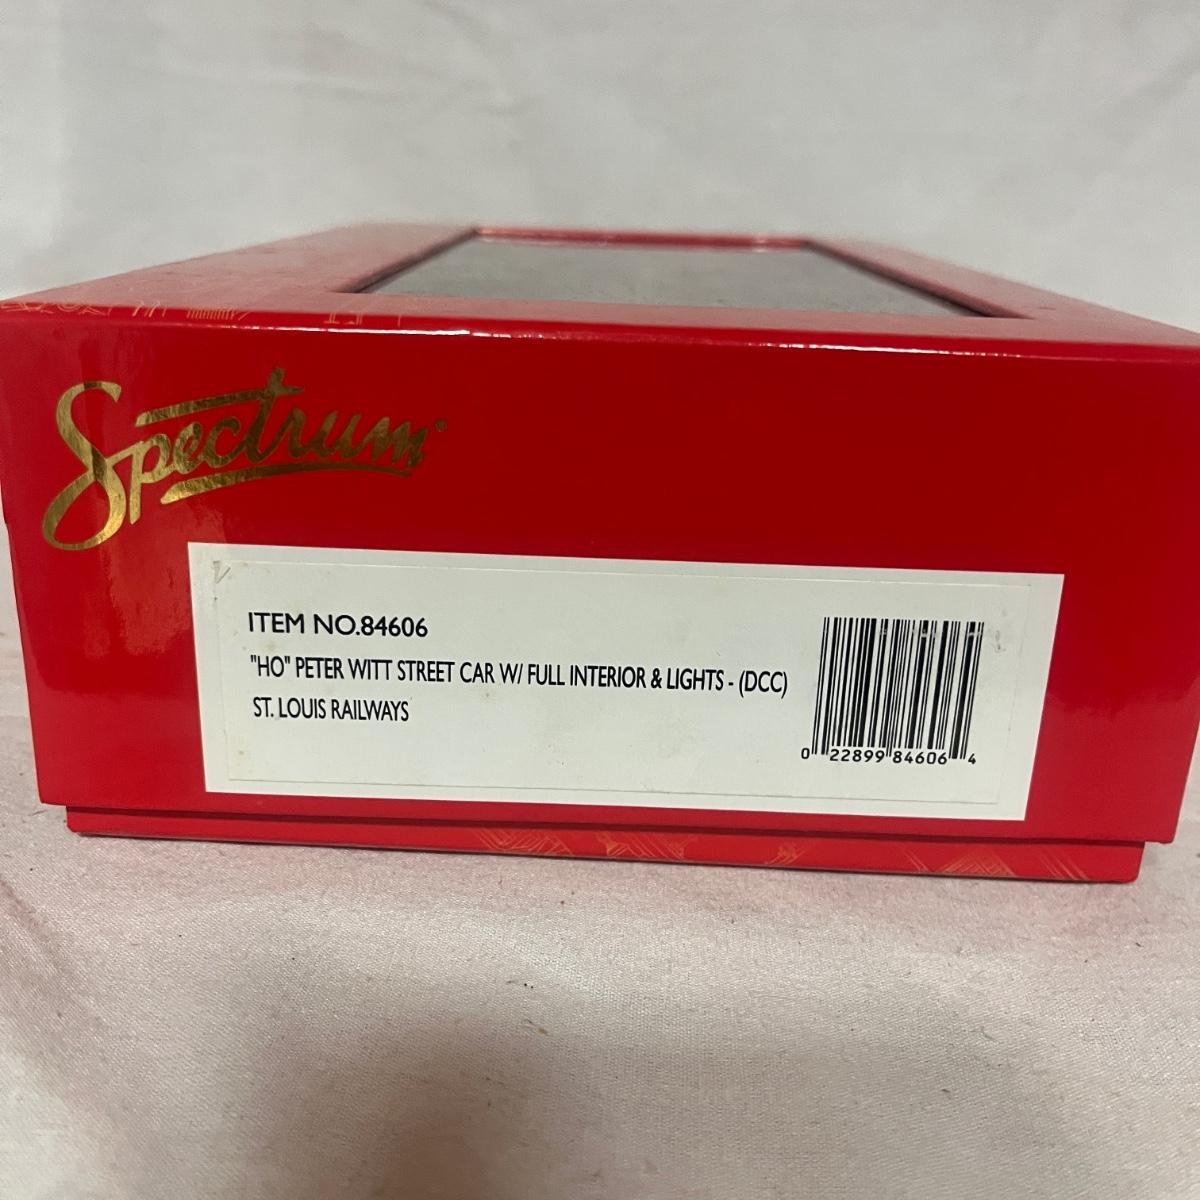 Spectrum
ITEM NO.84606
"HO" PETER WITT STREET CAR W/ FULL INTERIOR & LIGHTS - (DCC)
ST. LOUIS RAILWAYS
0 22899 84606 4